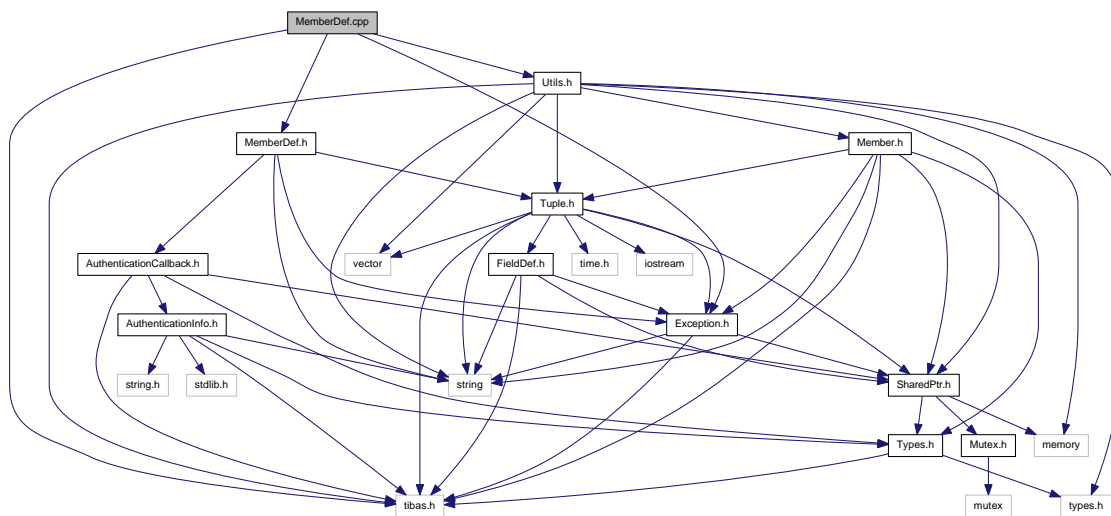 MemberDef.cpp
Utils.h
MemberDef.h
Member.h
Tuple.h
AuthenticationCallback.h
vector
FieldDef.h
time.h
iostream
AuthenticationInfo.h
Exception.h
string.h
stdlib.h
string
SharedPtr.h
Types.h
Mutex.h
memory
tibas.h
mutex
types.h